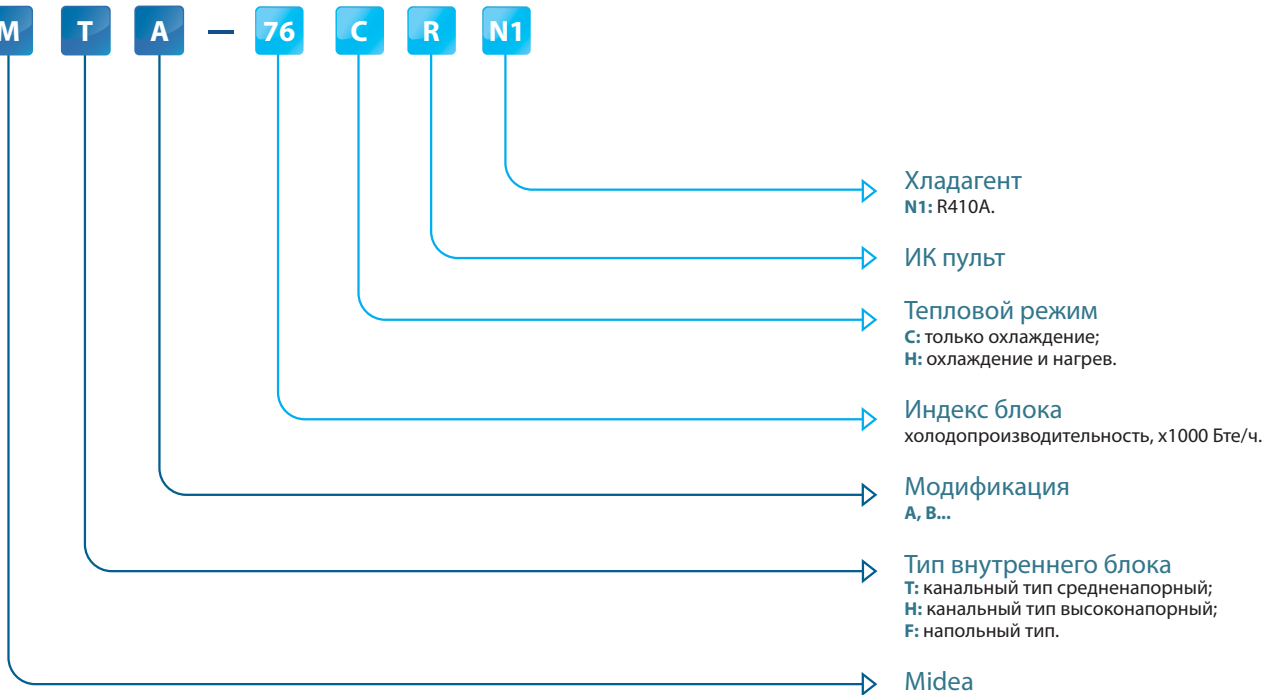 M T A – 76 C R N1
Хладагент
N1: R410A.
ИК пульт
Тепловой режим
C: только охлаждение;
H: охлаждение и нагрев.
Индекс блока
холодопроизводительность, x1000 Бте/ч.
Модификация
A, B...
Тип внутреннего блока
T: канальный тип средненапорный;
H: канальный тип высоконапорный;
F: напольный тип.
Midea